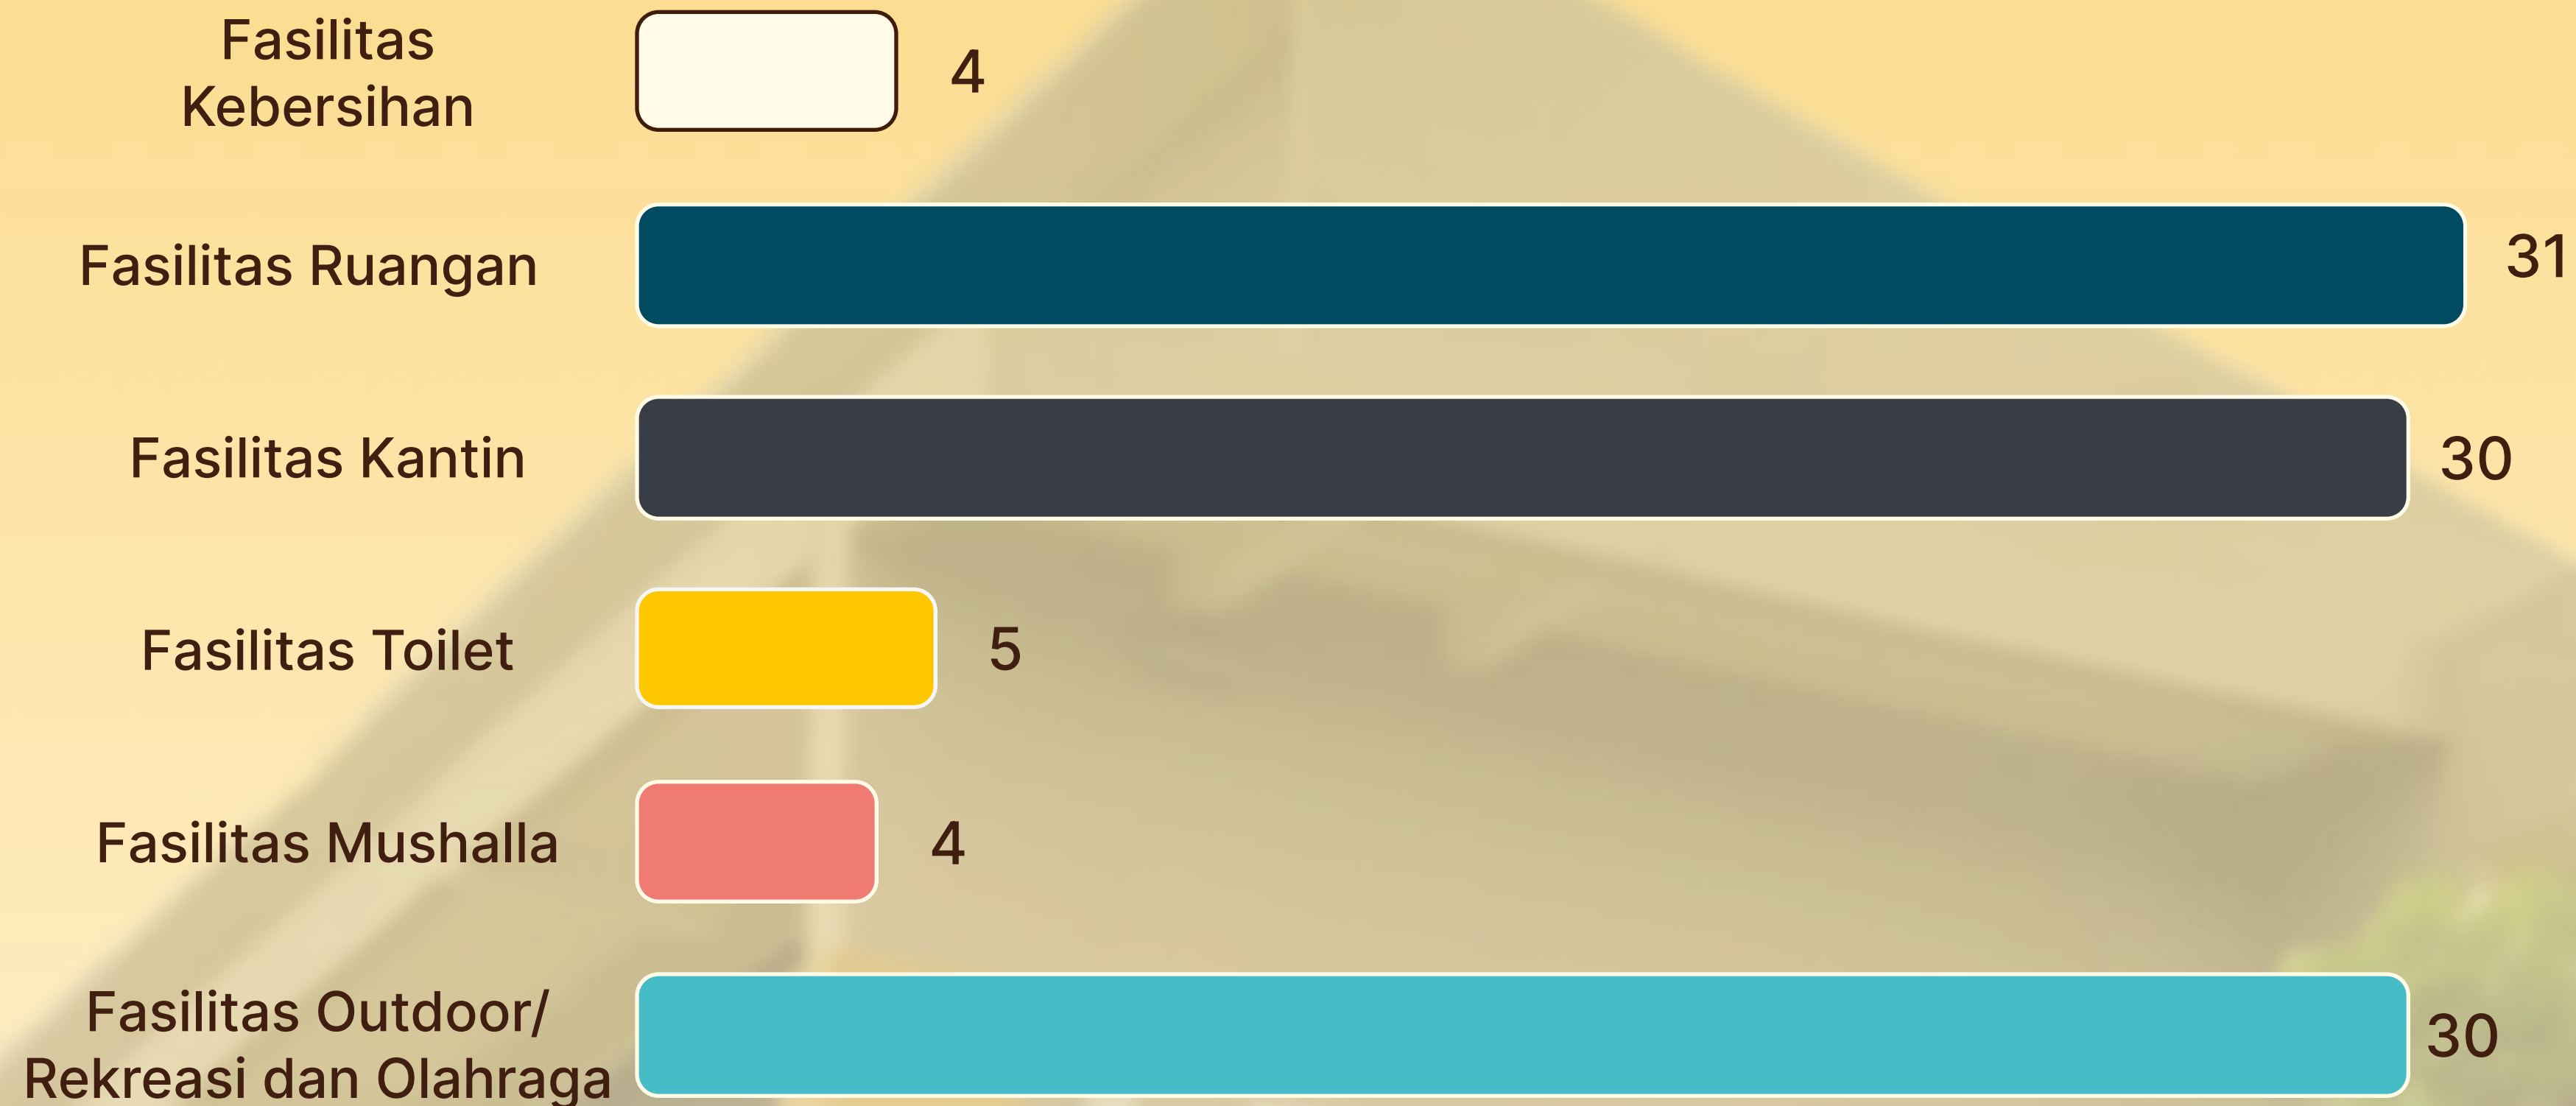 Fasilitas
Kebersihan
4
Fasilitas Ruangan
31
Fasilitas Kantin
30
Fasilitas Toilet
5
Fasilitas Mushalla
4
Fasilitas Outdoor/
Rekreasi dan Olahraga
30